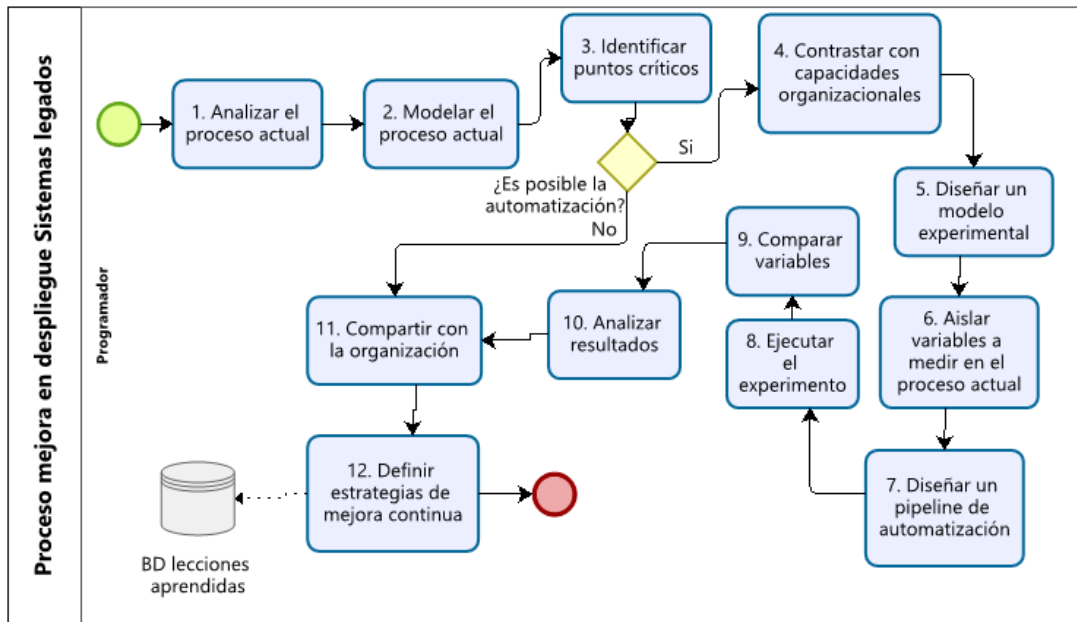 Proceso mejora en despliegue Sistemas legados
Programador
1. Analizar el
proceso actual
2. Modelar el
proceso actual
3. Identificar
puntos críticos
¿Es posible la
automatización?
Si
No
4. Contrastar con
capacidades
organizacionales
5. Diseñar un
modelo
experimental
6. Aislar
variables a
medir en el
proceso actual
7. Diseñar un
pipeline de
automatización
8. Ejecutar
el
experimento
9. Comparar
variables
10. Analizar
resultados
11. Compartir con
la organización
12. Definir
estrategias de
mejora continua
BD lecciones
aprendidas